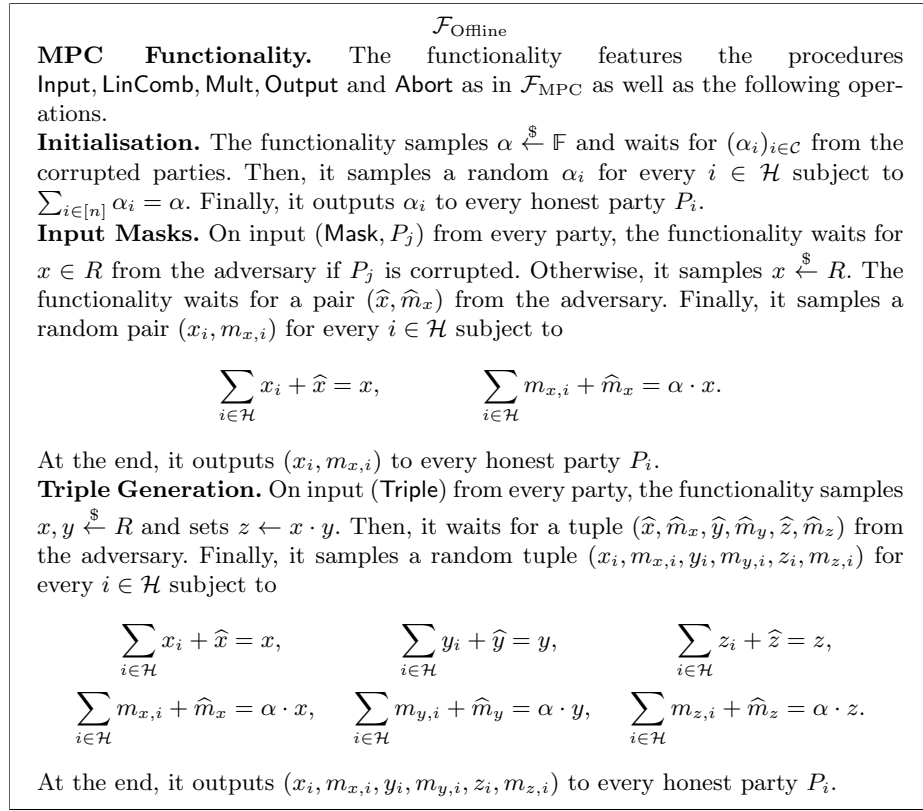 F_Offline
MPC Functionality. The functionality features the procedures
Input, LinComb, Mult, Output and Abort as in F_MPC as well as the following oper-
ations.
Initialisation. The functionality samples α ←$ 𝔽 and waits for (α_i)_{i∈C} from the
corrupted parties. Then, it samples a random α_i for every i ∈ H subject to
∑_{i∈[n]} α_i = α. Finally, it outputs α_i to every honest party P_i.
Input Masks. On input (Mask, P_j) from every party, the functionality waits for
x ∈ R from the adversary if P_j is corrupted. Otherwise, it samples x ←$ R. The
functionality waits for a pair (x̂, m̂_x) from the adversary. Finally, it samples a
random pair (x_i, m_{x,i}) for every i ∈ H subject to
∑_{i∈H} x_i + x̂ = x, ∑_{i∈H} m_{x,i} + m̂_x = α · x.
At the end, it outputs (x_i, m_{x,i}) to every honest party P_i.
Triple Generation. On input (Triple) from every party, the functionality samples
x, y ←$ R and sets z ← x · y. Then, it waits for a tuple (x̂, m̂_x, ŷ, m̂_y, ẑ, m̂_z) from
the adversary. Finally, it samples a random tuple (x_i, m_{x,i}, y_i, m_{y,i}, z_i, m_{z,i}) for
every i ∈ H subject to
∑_{i∈H} x_i + x̂ = x, ∑_{i∈H} y_i + ŷ = y, ∑_{i∈H} z_i + ẑ = z,
∑_{i∈H} m_{x,i} + m̂_x = α · x, ∑_{i∈H} m_{y,i} + m̂_y = α · y, ∑_{i∈H} m_{z,i} + m̂_z = α · z.
At the end, it outputs (x_i, m_{x,i}, y_i, m_{y,i}, z_i, m_{z,i}) to every honest party P_i.